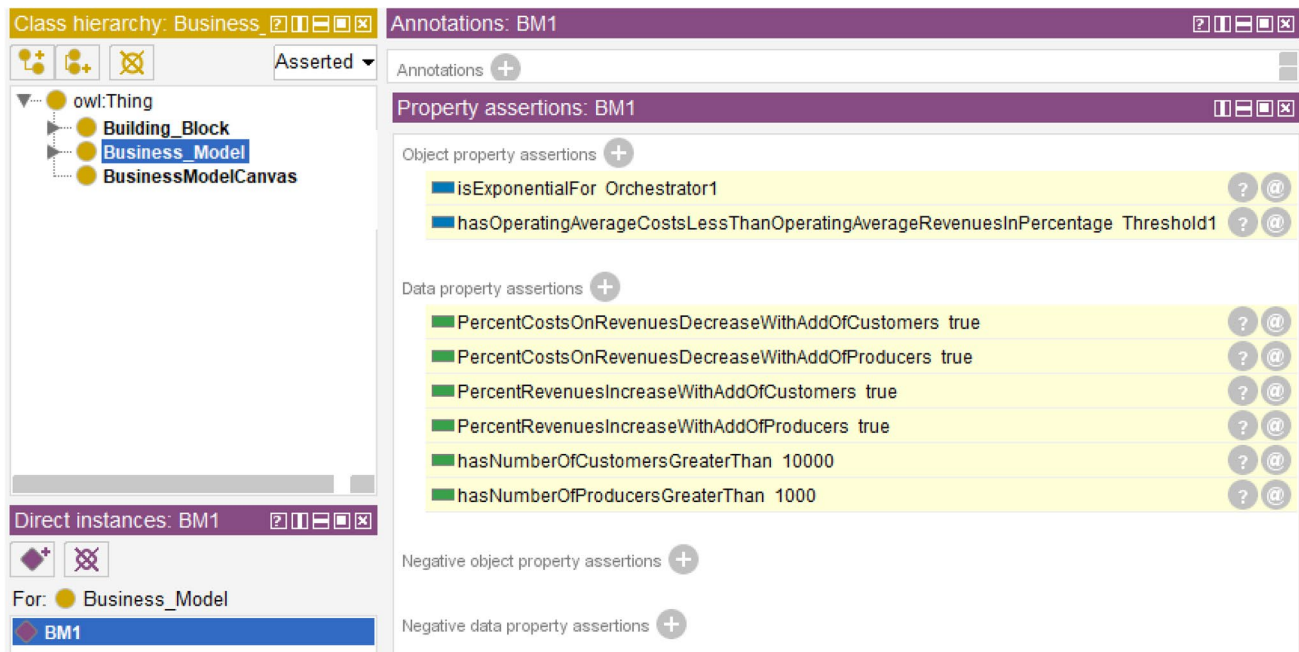 Class hierarchy: Business_
Asserted
owl:Thing
Building_Block
Business_Model
BusinessModelCanvas
Direct instances: BM1
For: Business_Model
BM1
Annotations: BM1
Annotations
Property assertions: BM1
Object property assertions
isExponentialFor Orchestrator1
hasOperatingAverageCostsLessThanOperatingAverageRevenuesInPercentage Threshold1
Data property assertions
PercentCostsOnRevenuesDecreaseWithAddOfCustomers true
PercentCostsOnRevenuesDecreaseWithAddOfProducers true
PercentRevenuesIncreaseWithAddOfCustomers true
PercentRevenuesIncreaseWithAddOfProducers true
hasNumberOfCustomersGreaterThan 10000
hasNumberOfProducersGreaterThan 1000
Negative object property assertions
Negative data property assertions